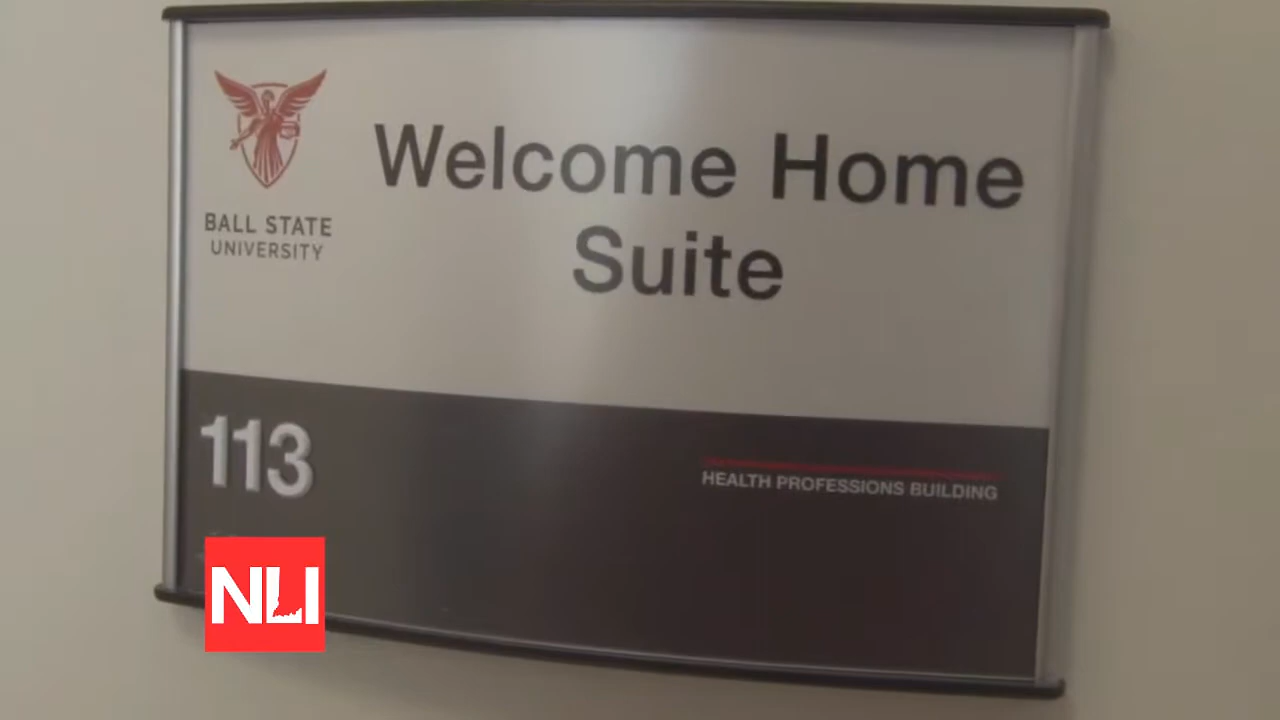 Welcome Home
Suite
BALL STATE
UNIVERSITY
113
HEALTH PROFESSIONS BUILDING
NLI